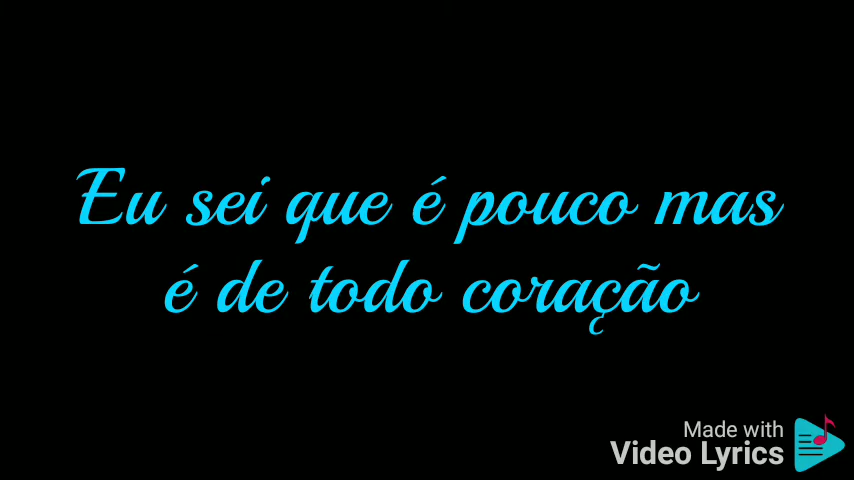 Eu sei que é pouco mas
é de todo coração
Made with
Video Lyrics